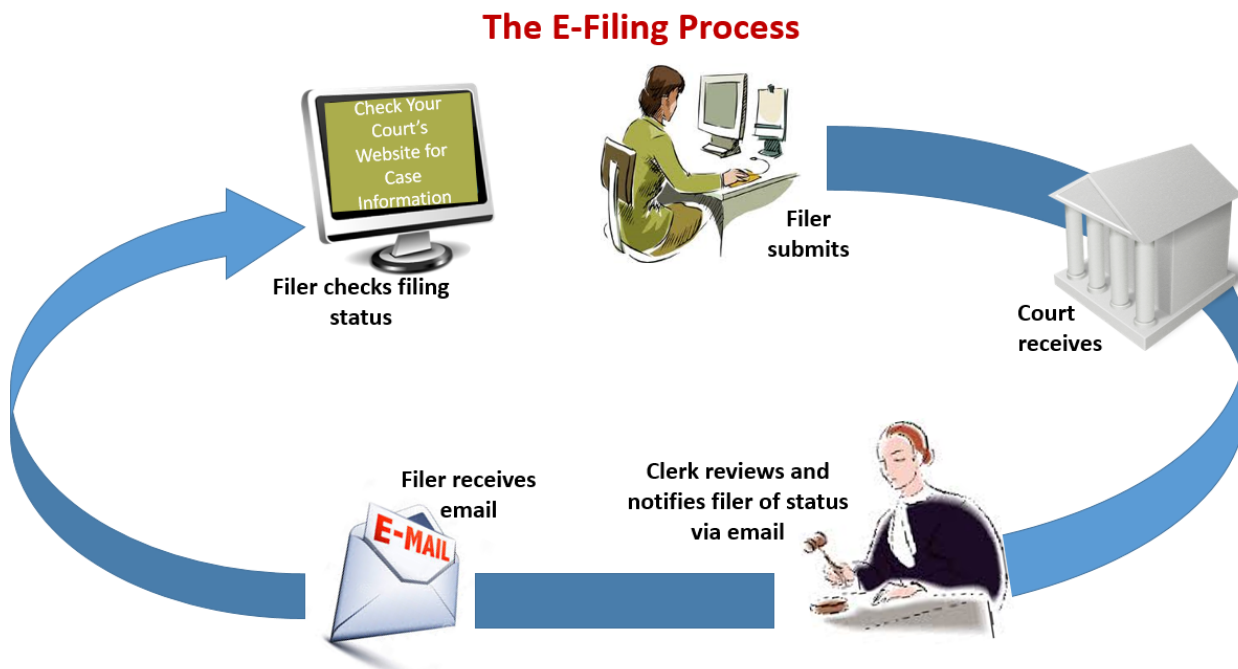 The E-Filing Process
Check Your
Court's
Website for
Case
Information
Filer checks filing
status
Filer
submits
Court
receives
Clerk reviews and
notifies filer of status
via email
Filer receives
email
E-MAIL